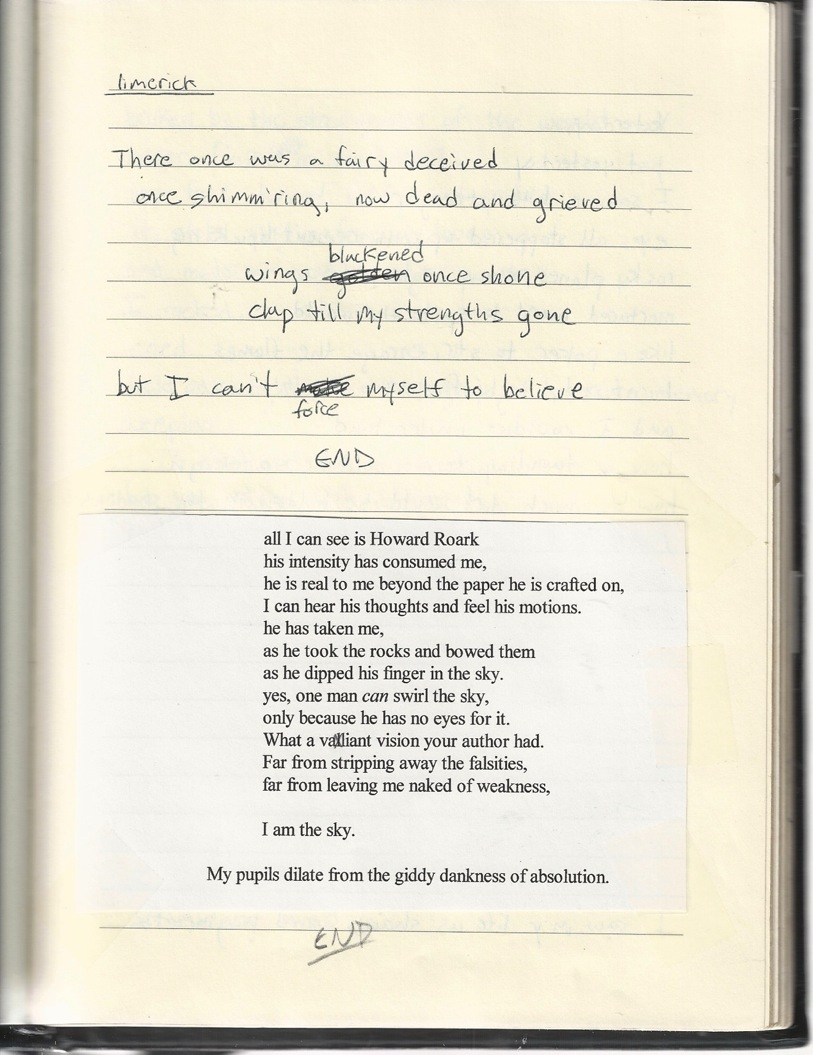 limerick
There once was a fairy deceived
once shimm'ring, now dead and grieved
blackened
wings golden once shone
clap till my strengths gone
but I can't make myself to believe
force
END
all I can see is Howard Roark
his intensity has consumed me,
he is real to me beyond the paper he is crafted on,
I can hear his thoughts and feel his motions.
he has taken me,
as he took the rocks and bowed them
as he dipped his finger in the sky.
yes, one man can swirl the sky,
only because he has no eyes for it.
What a valliant vision your author had.
Far from stripping away the falsities,
far from leaving me naked of weakness,
I am the sky.
My pupils dilate from the giddy dankness of absolution.
END